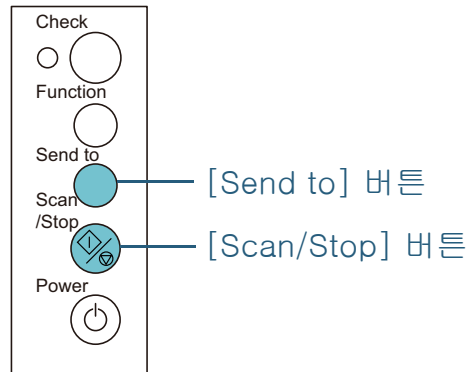 Check
Function
Send to
[Send to] 버튼
Scan
/Stop
[Scan/Stop] 버튼
Power